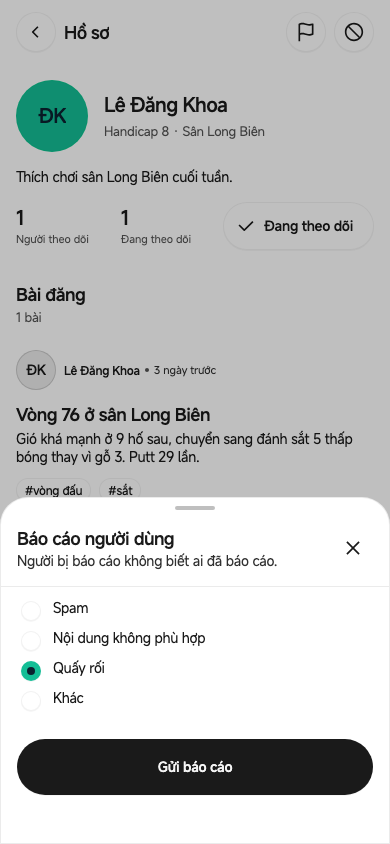 Hồ sơ
ĐK
Lê Đăng Khoa
Handicap 8 · Sân Long Biên
Thích chơi sân Long Biên cuối tuần.
1
Người theo dõi
1
Đang theo dõi
Đang theo dõi
Bài đăng
1 bài
ĐK
Lê Đăng Khoa • 3 ngày trước
Vòng 76 ở sân Long Biên
Gió khá mạnh ở 9 hố sau, chuyển sang đánh sắt 5 thấp
bóng thay vì gỗ 3. Putt 29 lần.
#vòng đấu #sắt
Báo cáo người dùng
Người bị báo cáo không biết ai đã báo cáo.
Spam
Nội dung không phù hợp
Quấy rối
Khác
Gửi báo cáo